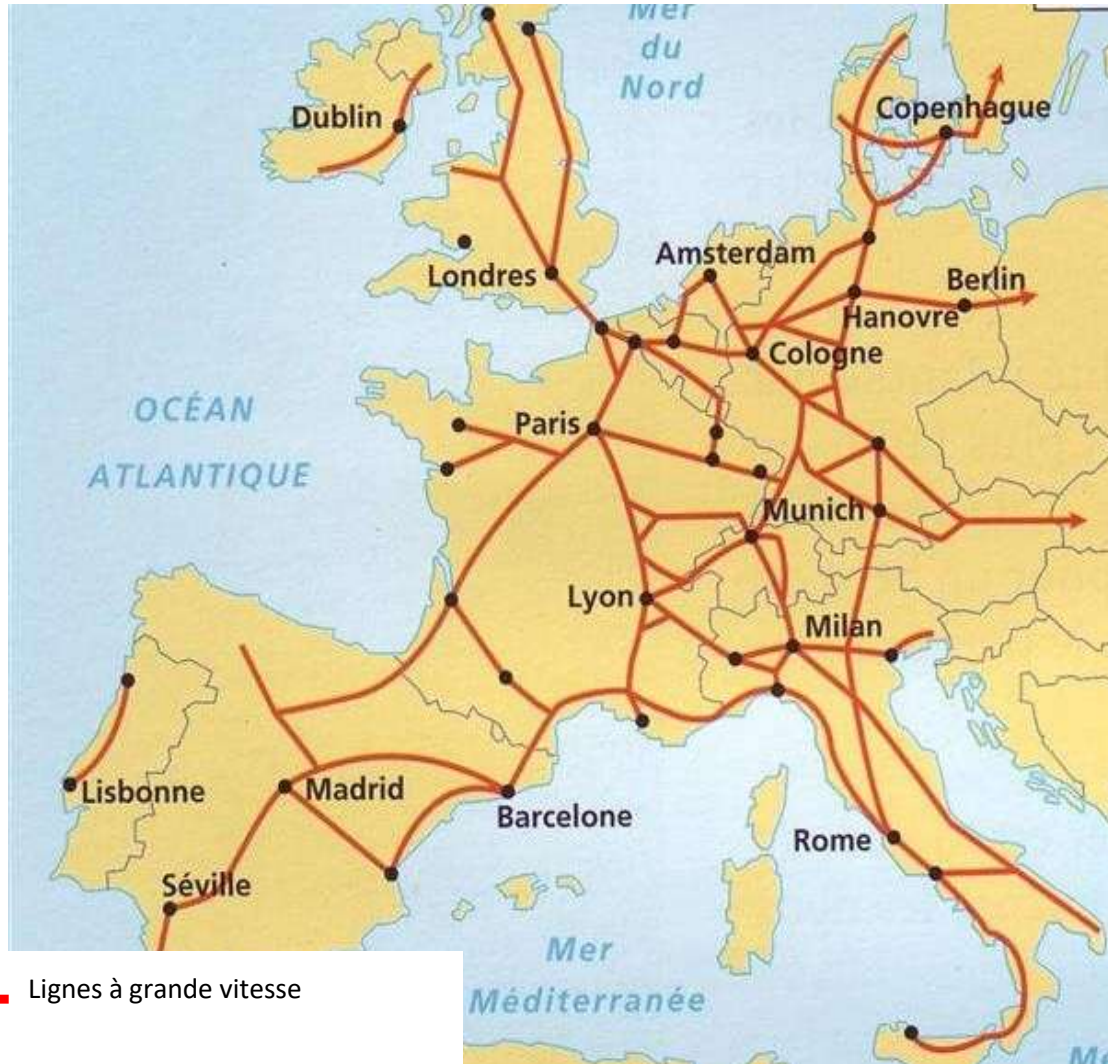 Mer
du
Nord
Dublin
Copenhague
Londres
Amsterdam
Berlin
Hanovre
Cologne
OCÉAN
ATLANTIQUE
Paris
Munich
Lyon
Milan
Lisbonne
Madrid
Barcelone
Rome
Séville
Mer
Méditerranée
Lignes à grande vitesse